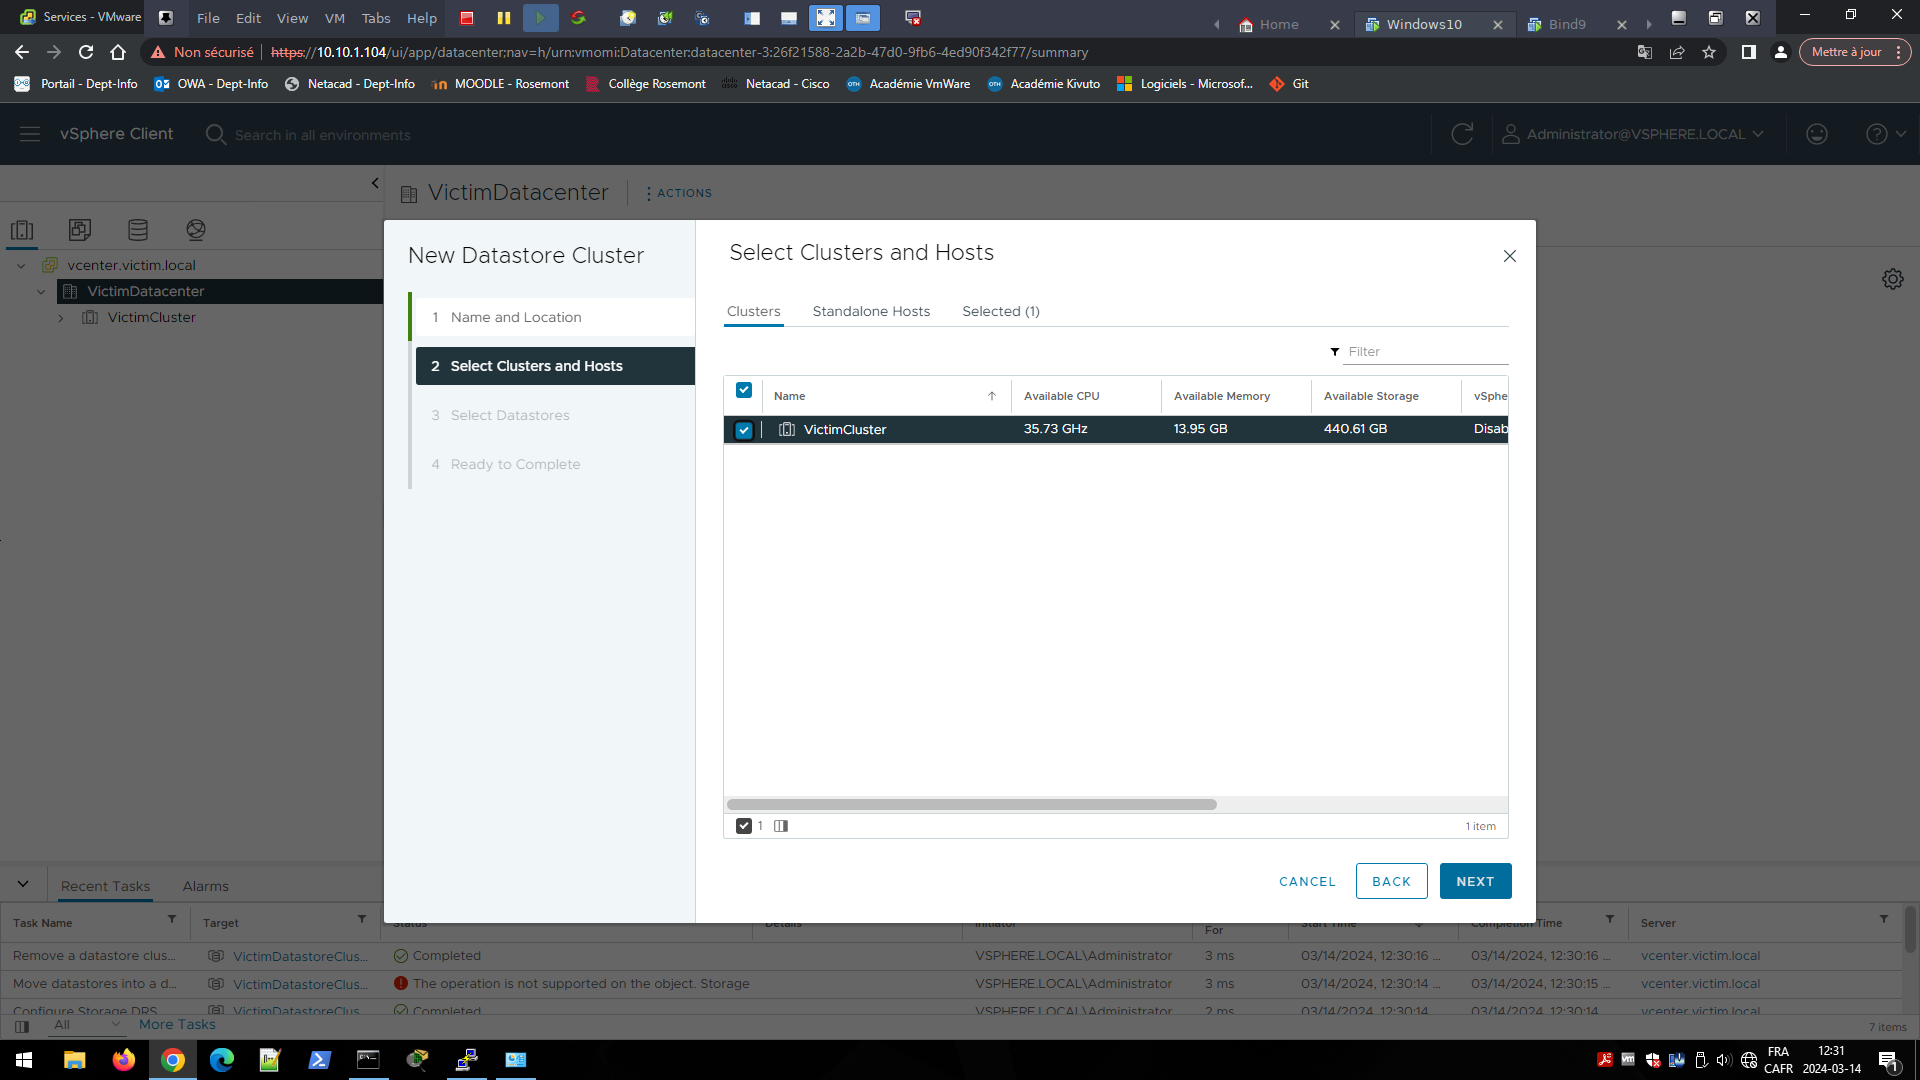 Services - VMware
File Edit View VM Tabs Help
Home
Windows10
Bind9
Non sécurisé
https://10.10.1.104/ui/app/datacenter;nav=h/urn:vmomi:Datacenter:datacenter-3:26f21588-2a2b-47d0-9fb6-4ed90f342f77/summary
Mettre à jour
Portail - Dept-Info
OWA - Dept-Info
Netacad - Dept-Info
MOODLE - Rosemont
Collège Rosemont
Netacad - Cisco
Académie VmWare
Académie Kivuto
Logiciels - Microsof...
Git
vSphere Client
Search in all environments
Administrator@VSPHERE.LOCAL
VictimDatacenter
ACTIONS
vcenter.victim.local
VictimDatacenter
VictimCluster
New Datastore Cluster
1 Name and Location
2 Select Clusters and Hosts
3 Select Datastores
4 Ready to Complete
Select Clusters and Hosts
Clusters Standalone Hosts Selected (1)
Filter
Name Available CPU Available Memory Available Storage vSphe
VictimCluster 35.73 GHz 13.95 GB 440.61 GB Disab
1
1 item
CANCEL BACK NEXT
Recent Tasks Alarms
Task Name Target Status Details Initiator For Start Time Completion Time Server
Remove a datastore clus... VictimDatastoreClus... Completed VSPHERE.LOCAL\Administrator 3 ms 03/14/2024, 12:30:16 ... 03/14/2024, 12:30:16 ... vcenter.victim.local
Move datastores into a d... VictimDatastoreClus... The operation is not supported on the object. Storage VSPHERE.LOCAL\Administrator 3 ms 03/14/2024, 12:30:14 ... 03/14/2024, 12:30:15 ... vcenter.victim.local
Configure Storage DRS VictimDatastoreClus Completed VSPHERE.LOCAL\Administrator 2 ms 03/14/2024, 12:30:14 03/14/2024, 12:30:14 vcenter.victim.local
All More Tasks
7 items
FRA
CAFR
12:31
2024-03-14
1